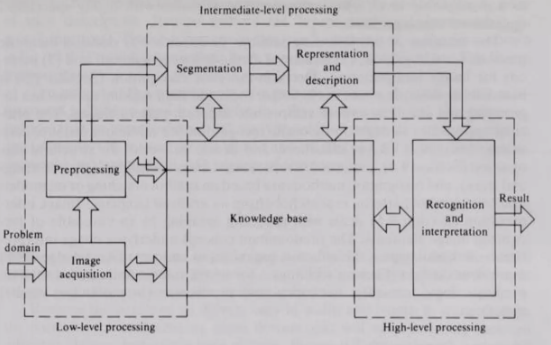 Intermediate-level processing
Segmentation
Representation
and
description
Preprocessing
Knowledge base
Recognition
and
interpretation
Result
Problem
domain
Image
acquisition
Low-level processing
High-level processing